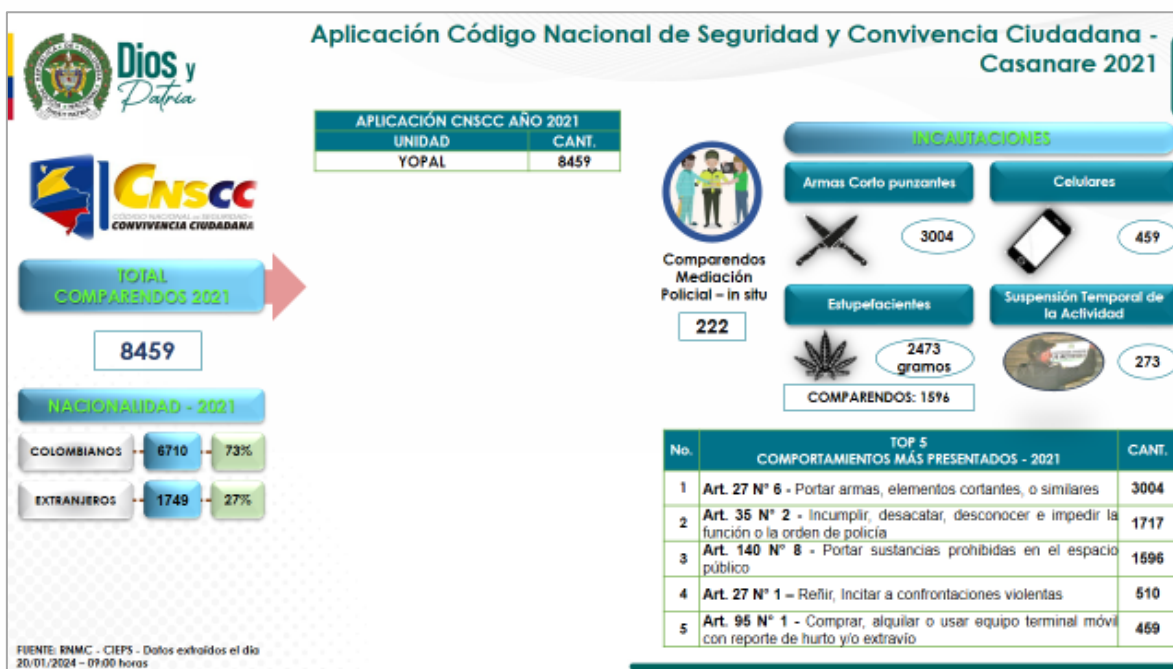 Aplicación Código Nacional de Seguridad y Convivencia Ciudadana -
Casanare 2021
Dios y
Patria
APLICACIÓN CNSCC AÑO 2021
UNIDAD CANT.
YOPAL 8459
CNSCC
CÓDIGO NACIONAL DE SEGURIDAD Y
CONVIVENCIA CIUDADANA
TOTAL
COMPARENDOS 2021
8459
NACIONALIDAD - 2021
COLOMBIANOS 6710 73%
EXTRANJEROS 1749 27%
Comparendos
Mediación
Policial – in situ
222
INCAUTACIONES
Armas Corto punzantes
3004
Celulares
459
Estupefacientes
2473
gramos
COMPARENDOS: 1596
Suspensión Temporal de
la Actividad
273
No. TOP 5 CANT.
COMPORTAMIENTOS MÁS PRESENTADOS - 2021
1 Art. 27 N° 6 - Portar armas, elementos cortantes, o similares 3004
2 Art. 35 N° 2 - Incumplir, desacatar, desconocer e impedir la
función o la orden de policía 1717
3 Art. 140 N° 8 - Portar sustancias prohibidas en el espacio
público 1596
4 Art. 27 N° 1 – Reñir, Incitar a confrontaciones violentas 510
5 Art. 95 N° 1 - Comprar, alquilar o usar equipo terminal móvil
con reporte de hurto y/o extravío 459
FUENTE: RNMC - CIEPS - Datos extraídos el día
20/01/2024 – 09:00 horas